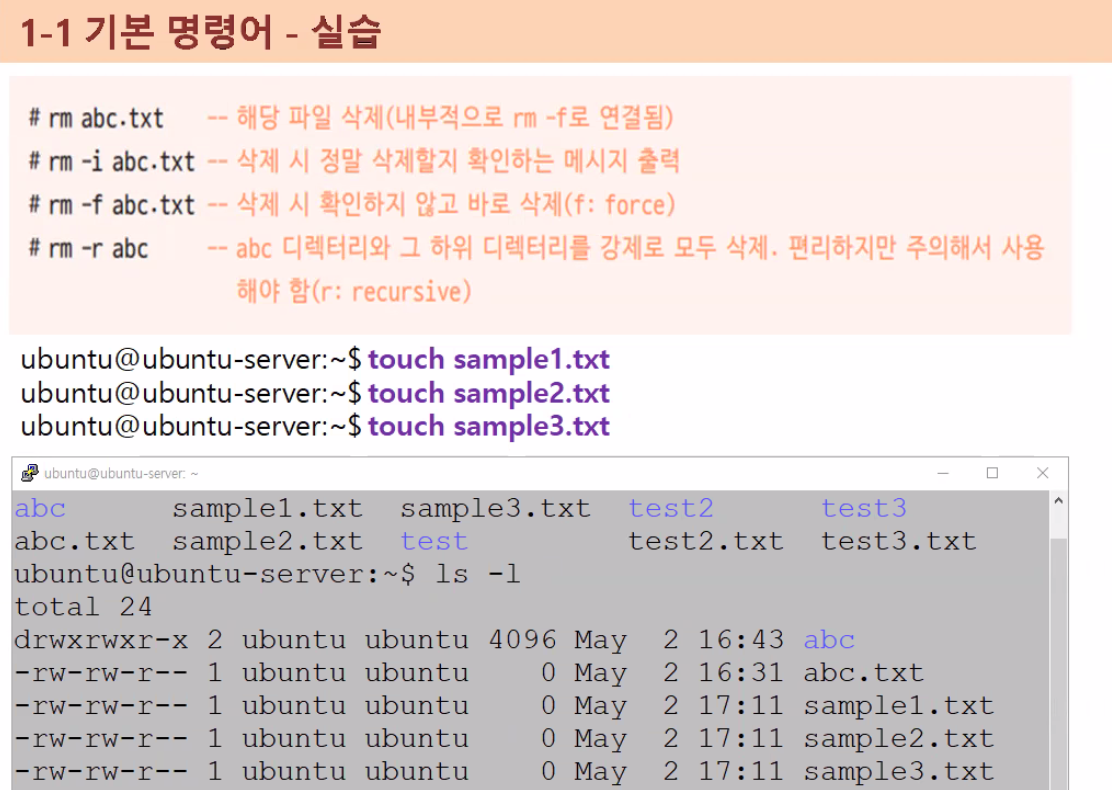 1-1 기본 명령어 - 실습
# rm abc.txt -- 해당 파일 삭제(내부적으로 rm -f로 연결됨)
# rm -i abc.txt -- 삭제 시 정말 삭제할지 확인하는 메시지 출력
# rm -f abc.txt -- 삭제 시 확인하지 않고 바로 삭제(f: force)
# rm -r abc -- abc 디렉터리와 그 하위 디렉터리를 강제로 모두 삭제. 편리하지만 주의해서 사용
해야 함(r: recursive)
ubuntu@ubuntu-server:~$ touch sample1.txt
ubuntu@ubuntu-server:~$ touch sample2.txt
ubuntu@ubuntu-server:~$ touch sample3.txt
ubuntu@ubuntu-server: ~
abc sample1.txt sample3.txt test2 test3
abc.txt sample2.txt test test2.txt test3.txt
ubuntu@ubuntu-server:~$ ls -l
total 24
drwxrwxr-x 2 ubuntu ubuntu 4096 May 2 16:43 abc
-rw-rw-r-- 1 ubuntu ubuntu 0 May 2 16:31 abc.txt
-rw-rw-r-- 1 ubuntu ubuntu 0 May 2 17:11 sample1.txt
-rw-rw-r-- 1 ubuntu ubuntu 0 May 2 17:11 sample2.txt
-rw-rw-r-- 1 ubuntu ubuntu 0 May 2 17:11 sample3.txt